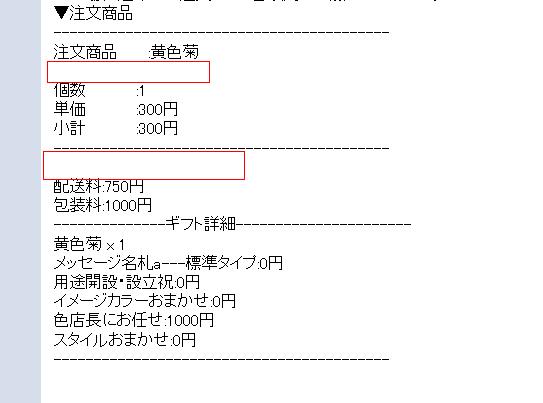 ▼注文商品
-----------------------------------------
注文商品　　:黄色菊
個数　　　　:1
単価　　　　:300円
小計　　　　:300円
-----------------------------------------
配送料:750円
包装料:1000円
--------------ギフト詳細----------------------
黄色菊 × 1
メッセージ名札a---標準タイプ:0円
用途開設・設立祝:0円
イメージカラーおまかせ:0円
色店長にお任せ:1000円
スタイルおまかせ:0円
-----------------------------------------